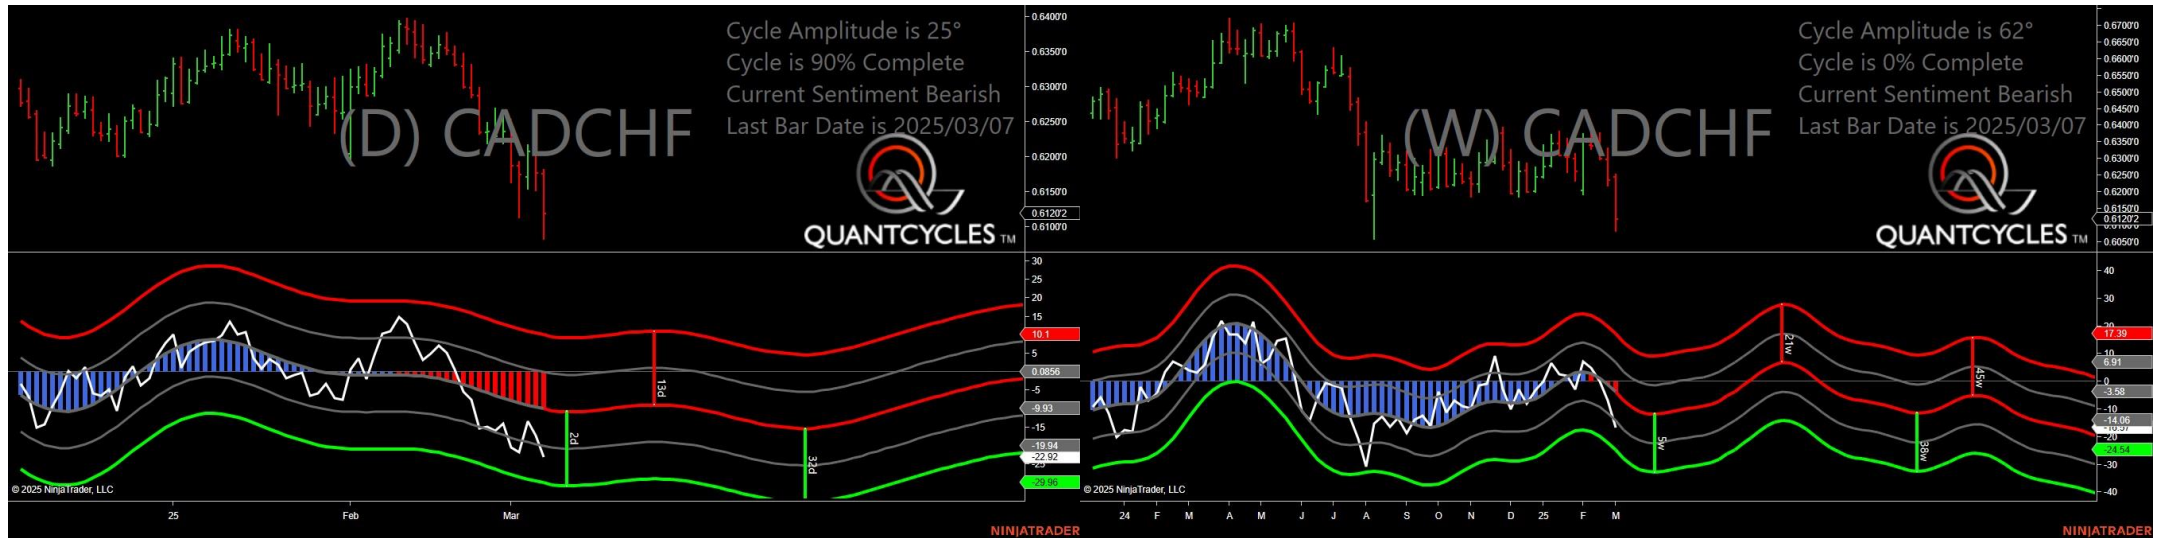 Cycle Amplitude is 25°
Cycle is 90% Complete
Current Sentiment Bearish
Last Bar Date is 2025/03/07
(D) CADCHF
QUANTCYCLES TM
0.6400'0
0.6350'0
0.6300'0
0.6250'0
0.6200'0
0.6150'0
0.6120'2
0.6100'0
30
25
20
15
10.1
5
0.0856
-5
-9.93
-15
-19.94
-22.92
-25
-29.96
2d
13d
32d
© 2025 NinjaTrader, LLC
25 Feb Mar
NINJATRADER
Cycle Amplitude is 62°
Cycle is 0% Complete
Current Sentiment Bearish
Last Bar Date is 2025/03/07
(W) CADCHF
QUANTCYCLES TM
0.6700'0
0.6650'0
0.6600'0
0.6550'0
0.6500'0
0.6450'0
0.6400'0
0.6350'0
0.6300'0
0.6250'0
0.6200'0
0.6150'0
0.6120'2
0.6050'0
40
30
20
17.39
10
6.91
0
-3.58
-10
-14.06
-20
-24.54
-30
-40
5w
21w
38w
45w
© 2025 NinjaTrader, LLC
24 F M A M J J A S O N D 25 F M
NINJATRADER